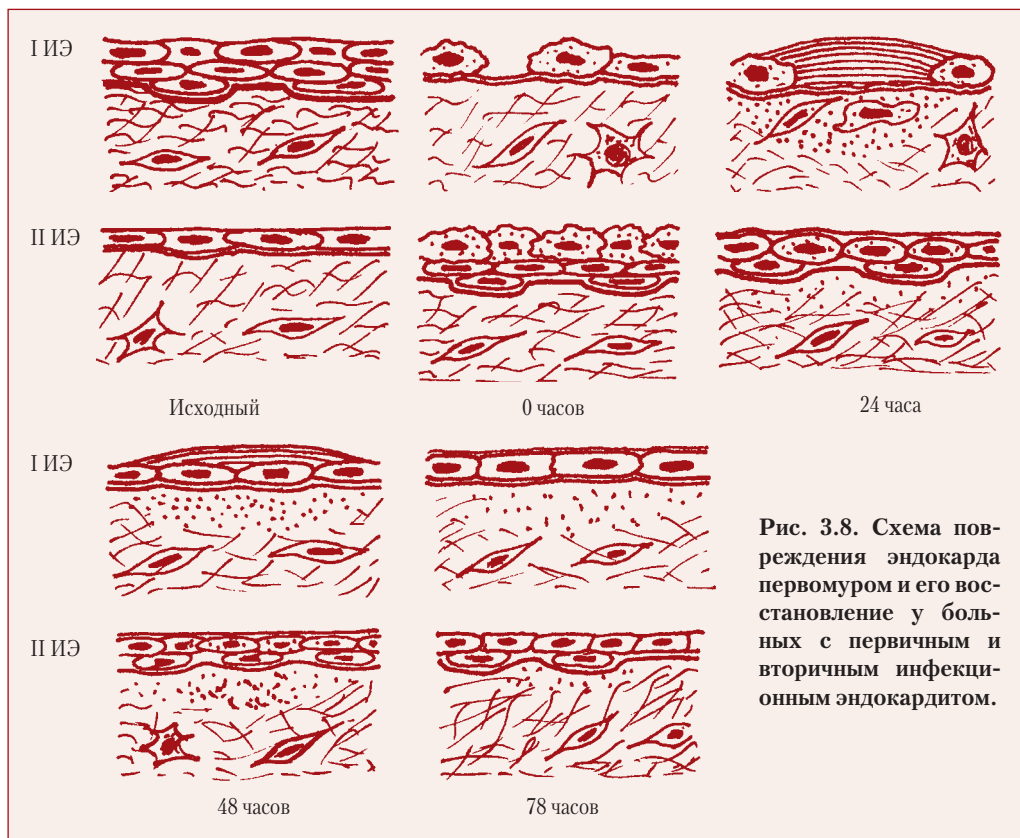 I ИЭ
II ИЭ
Исходный
0 часов
24 часа
I ИЭ
II ИЭ
48 часов
78 часов
Рис. 3.8. Схема пов-
реждения эндокарда
первомуром и его вос-
становление у боль-
ных с первичным и
вторичным инфекци-
онным эндокардитом.